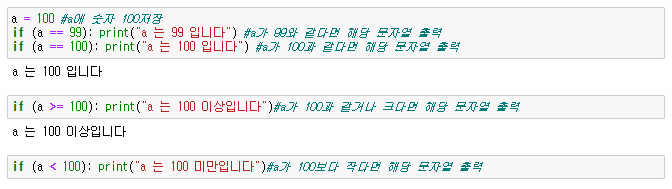 a = 100 #a에 숫자 100저장
if (a == 99): print("a 는 99 입니다") #a가 99와 같다면 해당 문자열 출력
if (a == 100): print("a 는 100 입니다") #a가 100과 같다면 해당 문자열 출력
a 는 100 입니다
if (a >= 100): print("a 는 100 이상입니다")#a가 100과 같거나 크다면 해당 문자열 출력
a 는 100 이상입니다
if (a < 100): print("a 는 100 미만입니다")#a가 100보다 작다면 해당 문자열 출력